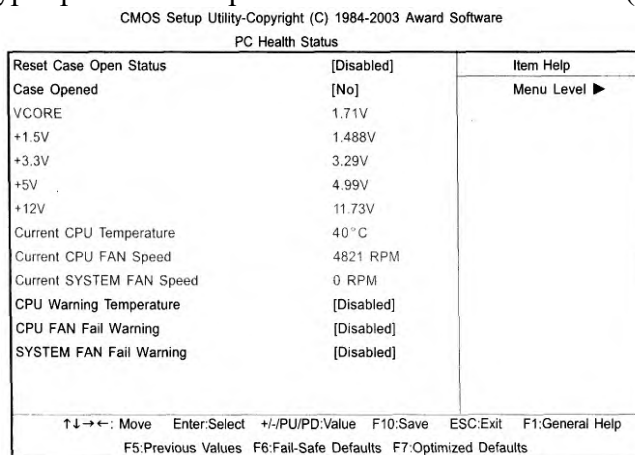 CMOS Setup Utility-Copyright (C) 1984-2003 Award Software
PC Health Status
Reset Case Open Status [Disabled] Item Help
Case Opened [No] Menu Level ▶
VCORE 1.71V
+1.5V 1.488V
+3.3V 3.29V
+5V 4.99V
+12V 11.73V
Current CPU Temperature 40°C
Current CPU FAN Speed 4821 RPM
Current SYSTEM FAN Speed 0 RPM
CPU Warning Temperature [Disabled]
CPU FAN Fail Warning [Disabled]
SYSTEM FAN Fail Warning [Disabled]
↑↓→←: Move Enter:Select +/-/PU/PD:Value F10:Save ESC:Exit F1:General Help
F5:Previous Values F6:Fail-Safe Defaults F7:Optimized Defaults